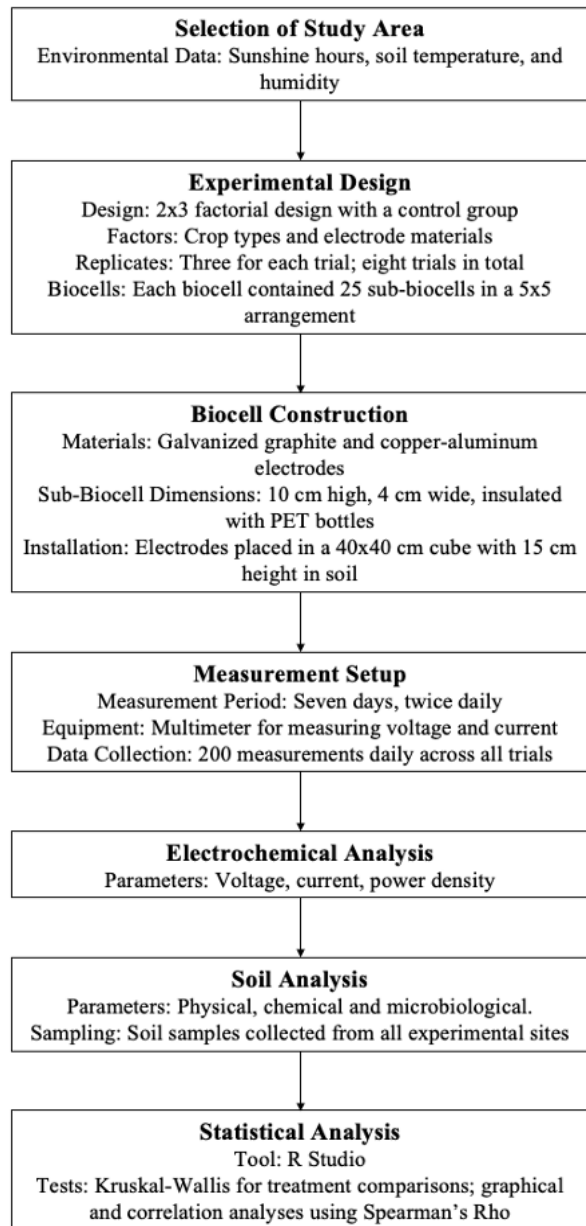 Selection of Study Area
Environmental Data: Sunshine hours, soil temperature, and
humidity
Experimental Design
Design: 2x3 factorial design with a control group
Factors: Crop types and electrode materials
Replicates: Three for each trial; eight trials in total
Biocells: Each biocell contained 25 sub-biocells in a 5x5
arrangement
Biocell Construction
Materials: Galvanized graphite and copper-aluminum
electrodes
Sub-Biocell Dimensions: 10 cm high, 4 cm wide, insulated
with PET bottles
Installation: Electrodes placed in a 40x40 cm cube with 15 cm
height in soil
Measurement Setup
Measurement Period: Seven days, twice daily
Equipment: Multimeter for measuring voltage and current
Data Collection: 200 measurements daily across all trials
Electrochemical Analysis
Parameters: Voltage, current, power density
Soil Analysis
Parameters: Physical, chemical and microbiological.
Sampling: Soil samples collected from all experimental sites
Statistical Analysis
Tool: R Studio
Tests: Kruskal-Wallis for treatment comparisons; graphical
and correlation analyses using Spearman’s Rho